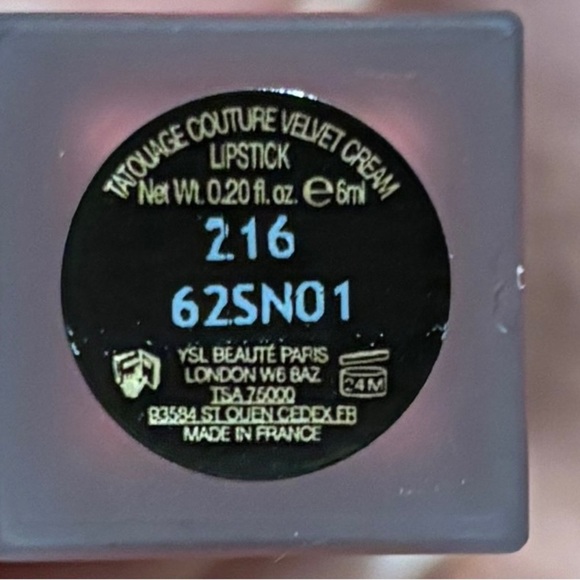 TATOUAGE COUTURE VELVET CREAM
LIPSTICK
Net Wt. 0.20 fl. oz. ℮ 6ml
216
62SN01
YSL BEAUTÉ PARIS
LONDON W6 8AZ
TSA 75000
93584 ST OUEN CEDEX FR
MADE IN FRANCE
24M